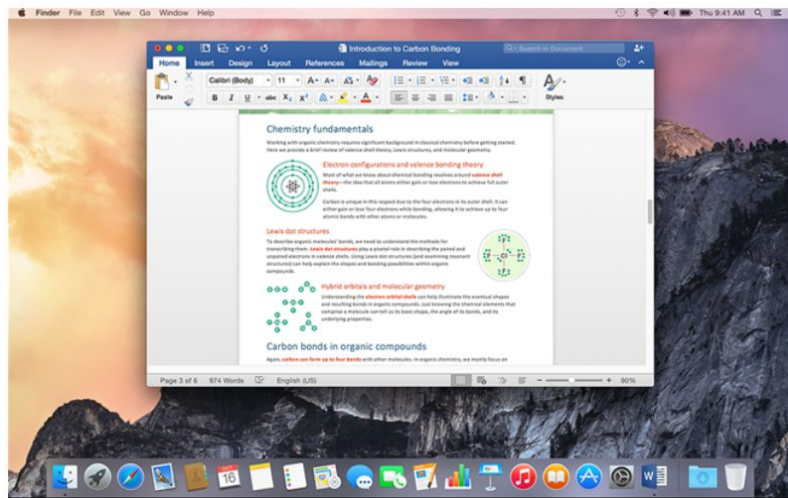 Finder File Edit View Go Window Help
Thu 9:41 AM
Introduction to Carbon Bonding
Search in Document
Home Insert Design Layout References Mailings Review View
Paste
Calibri (Body) 11
Styles
B I U abc X₂ X² A A
Chemistry fundamentals
Working with organic chemistry requires significant background in classical chemistry before getting started.
Here we provide a brief review of valence shell theory, Lewis structures, and molecular geometry.
Electron configurations and valence bonding theory
Most of what we know about chemical bonding revolves around valence shell
theory – the idea that all atoms either gain or lose electrons to achieve full outer
shells.
Carbon is unique in this respect due to the four electrons in its outer shell. It can
either gain or lose four electrons while bonding, allowing it to achieve up to four
atomic bonds with other atoms or molecules.
Lewis dot structures
To describe organic molecules' bonds, we need to understand the methods for
transcribing them. Lewis dot structures play a pivotal role in describing the paired and
unpaired electrons in valence shells. Using Lewis dot structures (and examining resonant
structures) can help explain the shapes and bonding possibilities within organic
compounds.
F
F Cl F
F
Hybrid orbitals and molecular geometry
Understanding the electron orbital shells can help illuminate the eventual shapes
and resulting bonds in organic compounds. Just knowing the chemical elements that
comprise a molecule can tell us its basic shape, the angle of its bonds, and its
underlying properties.
Carbon bonds in organic compounds
Again, carbon can form up to four bonds with other molecules. In organic chemistry, we mainly focus on
Page 3 of 6 974 Words English (US) 90%
OCT
16
W